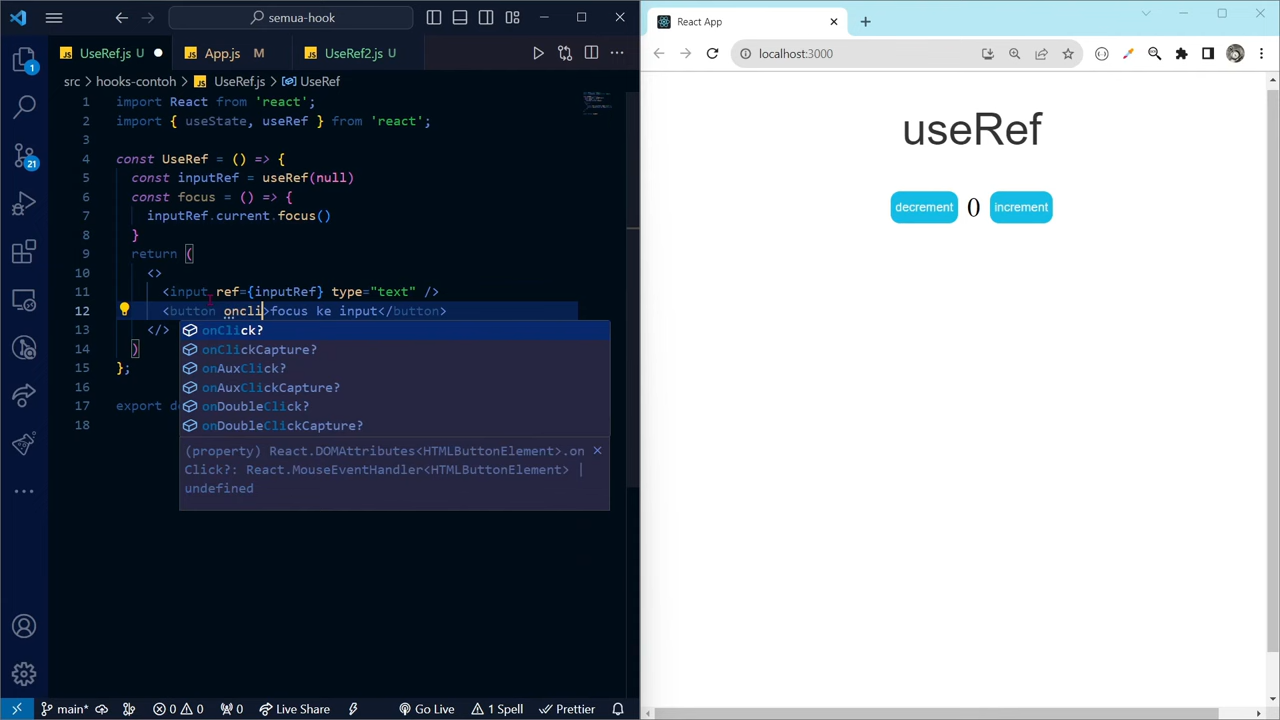 semua-hook
UseRef.js U
App.js M
UseRef2.js U
src > hooks-contoh > UseRef.js > UseRef
1 import React from 'react';
2 import { useState, useRef } from 'react';
3
4 const UseRef = () => {
5 const inputRef = useRef(null)
6 const focus = () => {
7 inputRef.current.focus()
8 }
9 return (
10 <>
11 <input ref={inputRef} type="text" />
12 <button oncli>focus ke input</button>
13 </>
14 )
15 };
16
17 export de
18
onClick?
onClickCapture?
onAuxClick?
onAuxClickCapture?
onDoubleClick?
onDoubleClickCapture?
(property) React.DOMAttributes<HTMLButtonElement>.on
Click?: React.MouseEventHandler<HTMLButtonElement> |
undefined
1
21
main*
0 0
0
Live Share
Go Live
1 Spell
Prettier
React App
localhost:3000
useRef
decrement 0 increment